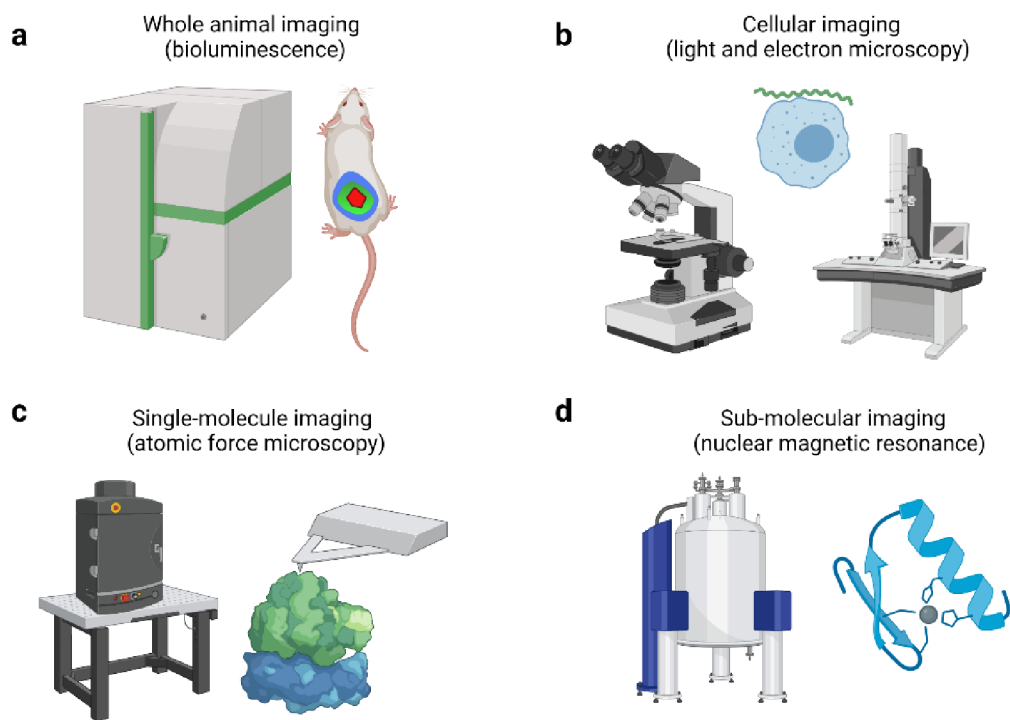 a
Whole animal imaging
(bioluminescence)
b
Cellular imaging
(light and electron microscopy)
c
Single-molecule imaging
(atomic force microscopy)
d
Sub-molecular imaging
(nuclear magnetic resonance)